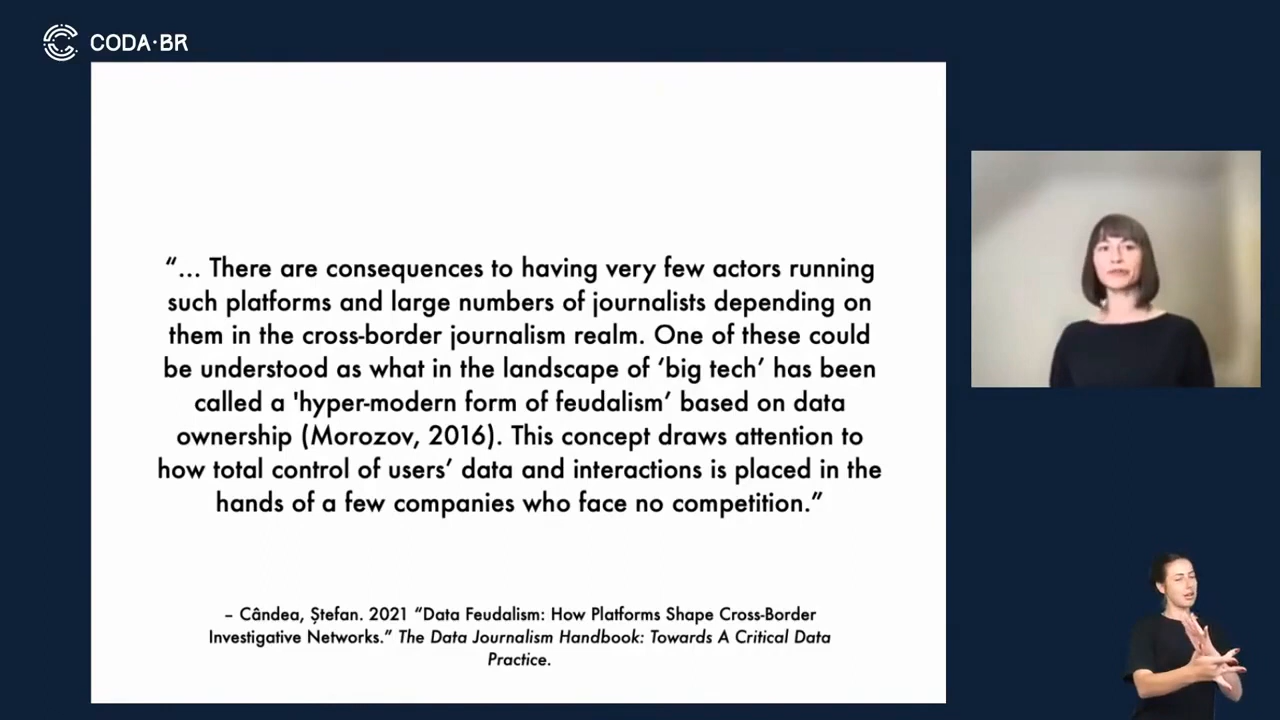 CODA·BR
“... There are consequences to having very few actors running
such platforms and large numbers of journalists depending on
them in the cross-border journalism realm. One of these could
be understood as what in the landscape of ‘big tech’ has been
called a 'hyper-modern form of feudalism’ based on data
ownership (Morozov, 2016). This concept draws attention to
how total control of users’ data and interactions is placed in the
hands of a few companies who face no competition.”
– Cândea, Ștefan. 2021 “Data Feudalism: How Platforms Shape Cross-Border
Investigative Networks.” The Data Journalism Handbook: Towards A Critical Data
Practice.